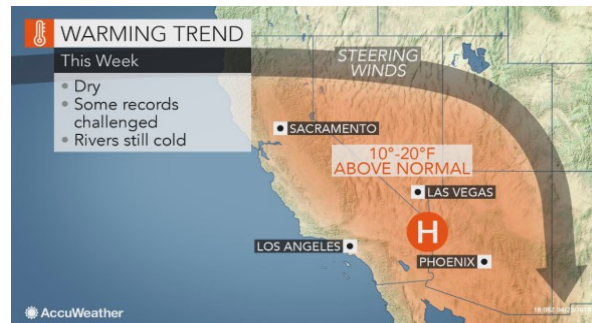 WARMING TREND
This Week
• Dry
• Some records
challenged
• Rivers still cold
STEERING
WINDS
SACRAMENTO
10°-20°F
ABOVE NORMAL
LAS VEGAS
H
LOS ANGELES
PHOENIX
AccuWeather